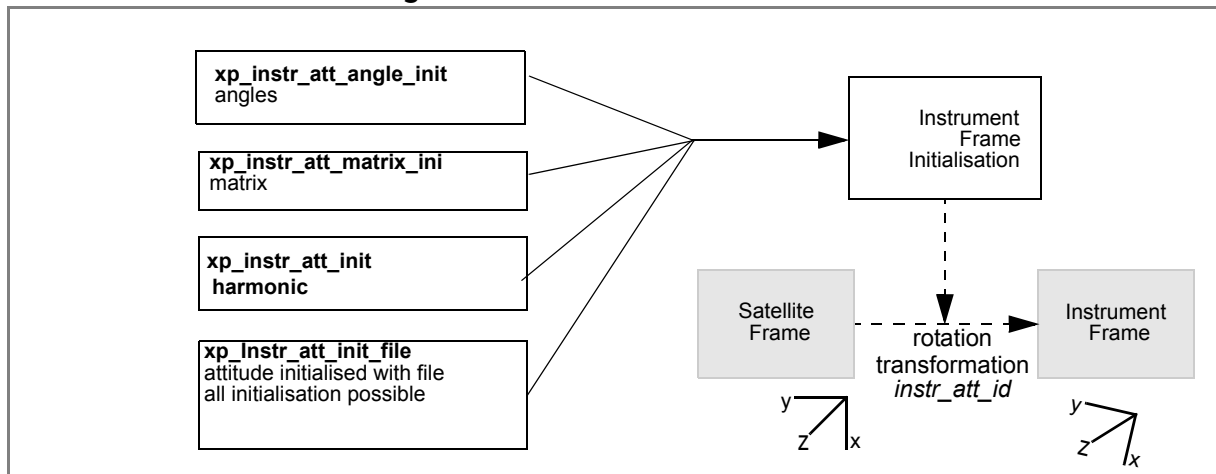 xp_instr_att_angle_init
angles
xp_instr_att_matrix_ini
matrix
xp_instr_att_init
harmonic
xp_Instr_att_init_file
attitude initialised with file
all initialisation possible
Instrument
Frame
Initialisation
Satellite
Frame
rotation
transformation
instr_att_id
Instrument
Frame
y
z
x
y
z
x